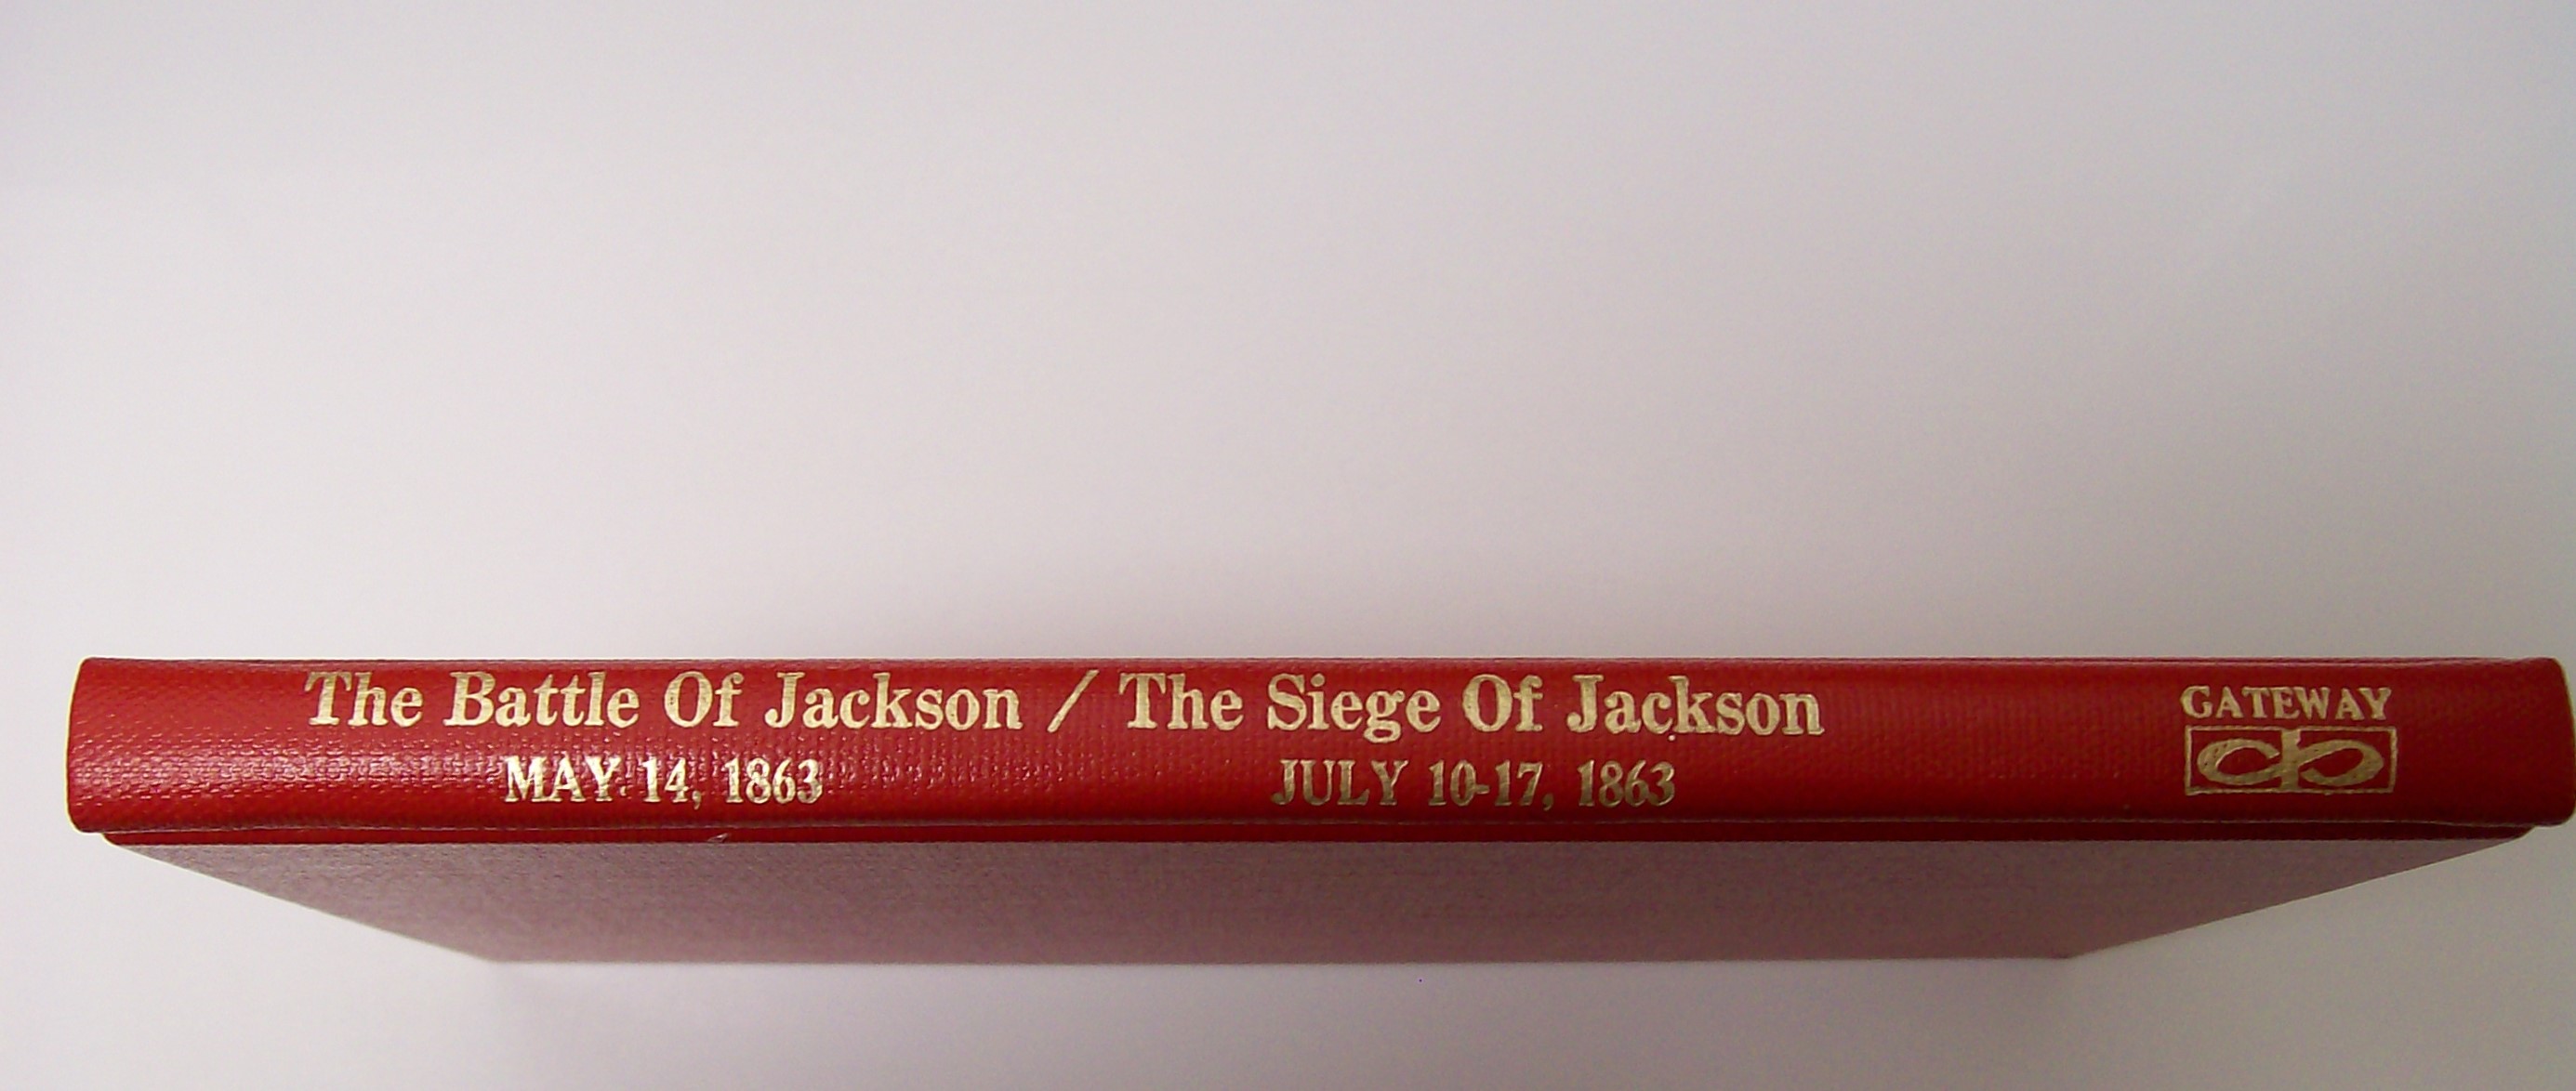 The Battle Of Jackson / The Siege Of Jackson
MAY 14, 1863 JULY 10-17, 1863
GATEWAY